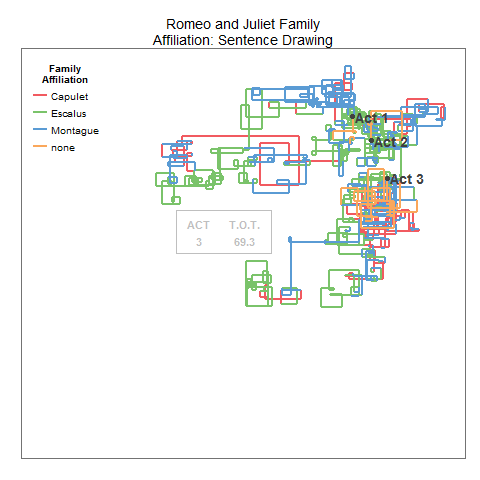 Romeo and Juliet Family
Affiliation: Sentence Drawing
Family
Affiliation
Capulet
Escalus
Montague
none
Act 1
Act 2
Act 3
ACT T.O.T.
3 69.3